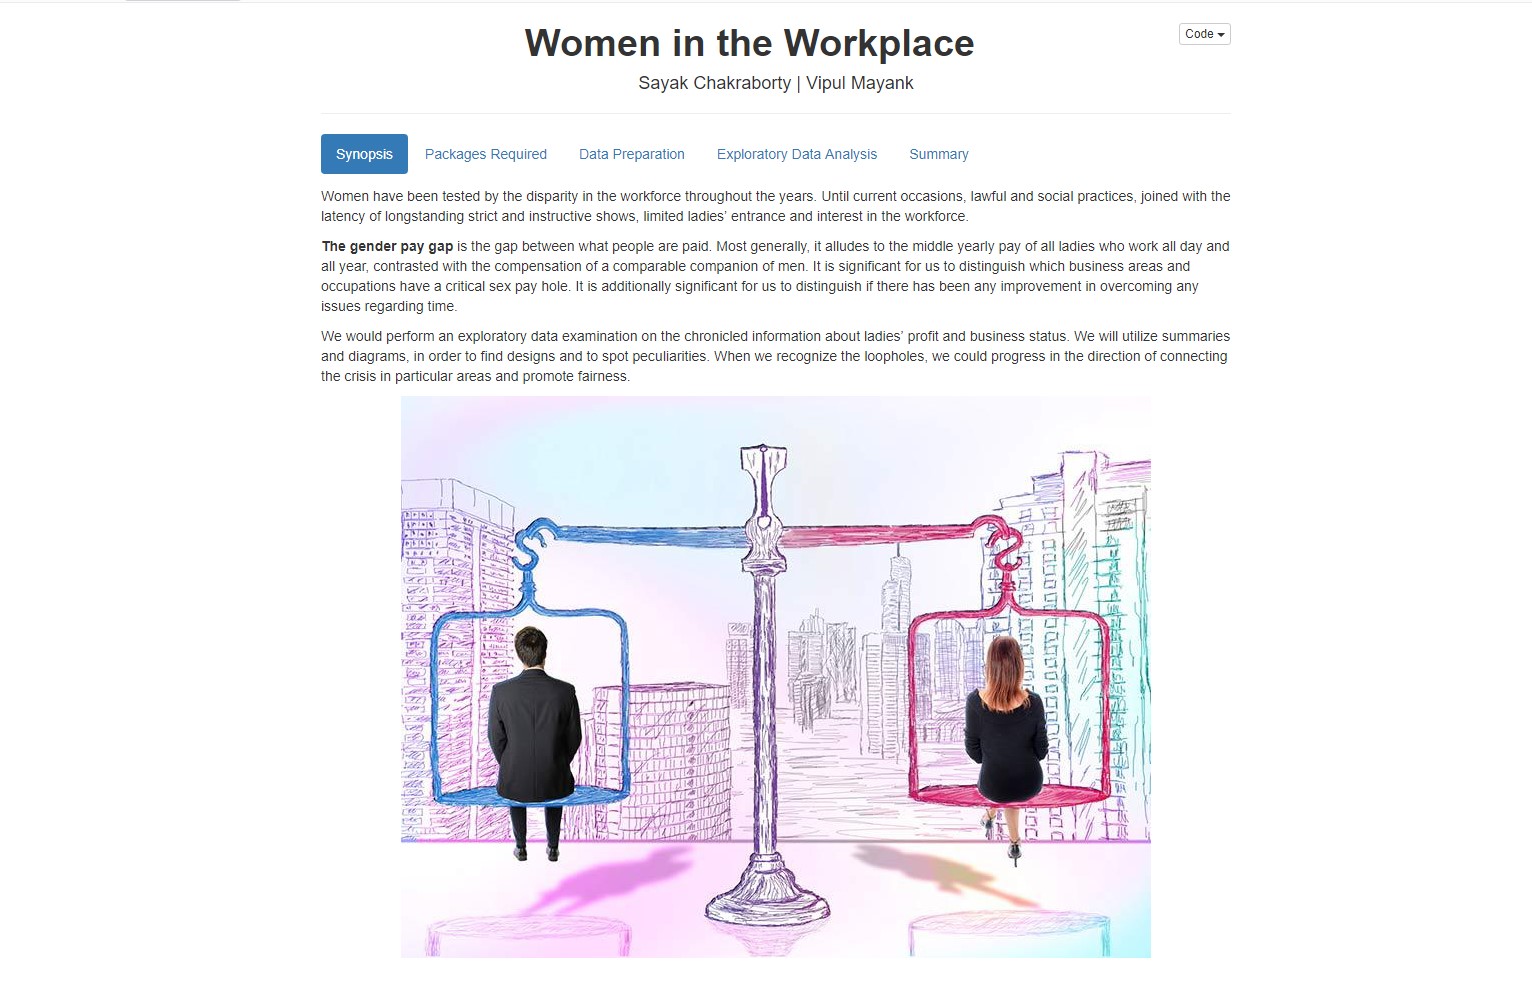 Women in the Workplace
Code
Sayak Chakraborty | Vipul Mayank
Synopsis Packages Required Data Preparation Exploratory Data Analysis Summary
Women have been tested by the disparity in the workforce throughout the years. Until current occasions, lawful and social practices, joined with the
latency of longstanding strict and instructive shows, limited ladies’ entrance and interest in the workforce.
The gender pay gap is the gap between what people are paid. Most generally, it alludes to the middle yearly pay of all ladies who work all day and
all year, contrasted with the compensation of a comparable companion of men. It is significant for us to distinguish which business areas and
occupations have a critical sex pay hole. It is additionally significant for us to distinguish if there has been any improvement in overcoming any
issues regarding time.
We would perform an exploratory data examination on the chronicled information about ladies’ profit and business status. We will utilize summaries
and diagrams, in order to find designs and to spot peculiarities. When we recognize the loopholes, we could progress in the direction of connecting
the crisis in particular areas and promote fairness.